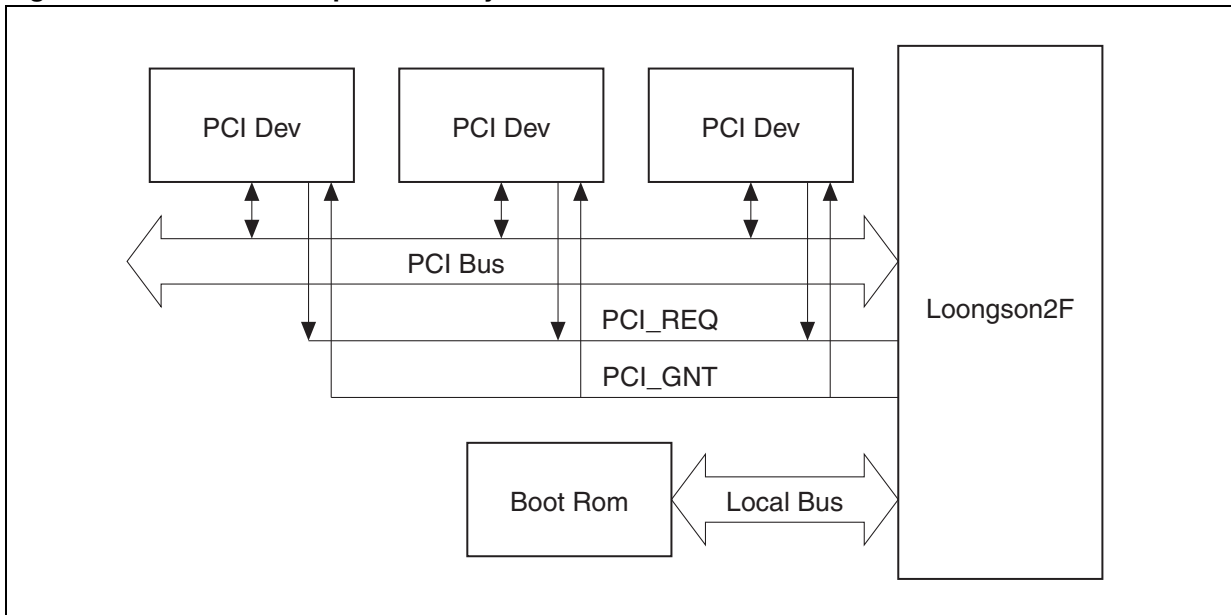 PCI Dev
PCI Dev
PCI Dev
PCI Bus
Loongson2F
PCI_REQ
PCI_GNT
Boot Rom
Local Bus